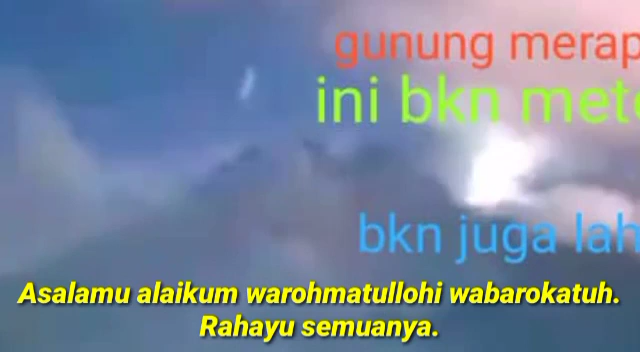 gunung merap
ini bkn mete
bkn juga lah
Asalamu alaikum warohmatullohi wabarokatuh.
Rahayu semuanya.